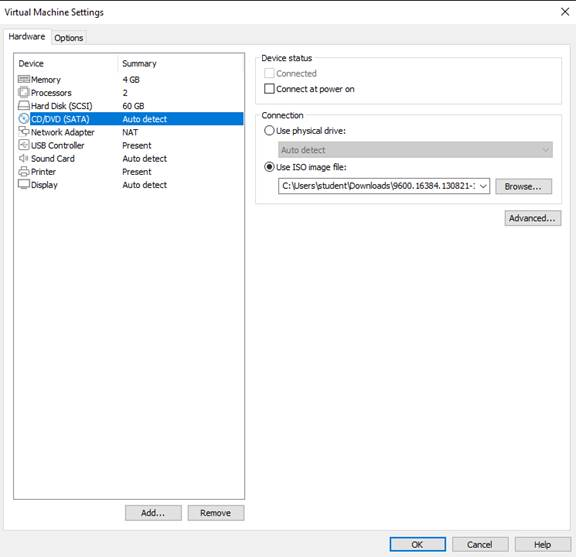 Virtual Machine Settings
Hardware Options
Device Summary
Memory 4 GB
Processors 2
Hard Disk (SCSI) 60 GB
CD/DVD (SATA) Auto detect
Network Adapter NAT
USB Controller Present
Sound Card Auto detect
Printer Present
Display Auto detect
Add... Remove
Device status
Connected
Connect at power on
Connection
Use physical drive:
Auto detect
Use ISO image file:
C:\Users\student\Downloads\9600.16384.130821- Browse...
Advanced...
OK Cancel Help